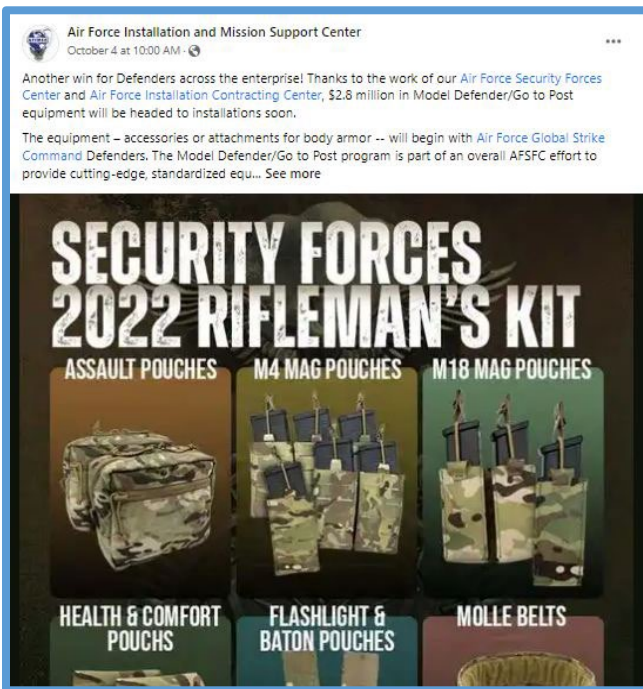 Air Force Installation and Mission Support Center
October 4 at 10:00 AM ·
Another win for Defenders across the enterprise! Thanks to the work of our Air Force Security Forces
Center and Air Force Installation Contracting Center, $2.8 million in Model Defender/Go to Post
equipment will be headed to installations soon.
The equipment – accessories or attachments for body armor -- will begin with Air Force Global Strike
Command Defenders. The Model Defender/Go to Post program is part of an overall AFSFC effort to
provide cutting-edge, standardized equ... See more
SECURITY FORCES
2022 RIFLEMAN'S KIT
ASSAULT POUCHES
M4 MAG POUCHES
M18 MAG POUCHES
HEALTH & COMFORT
POUCHS
FLASHLIGHT &
BATON POUCHES
MOLLE BELTS